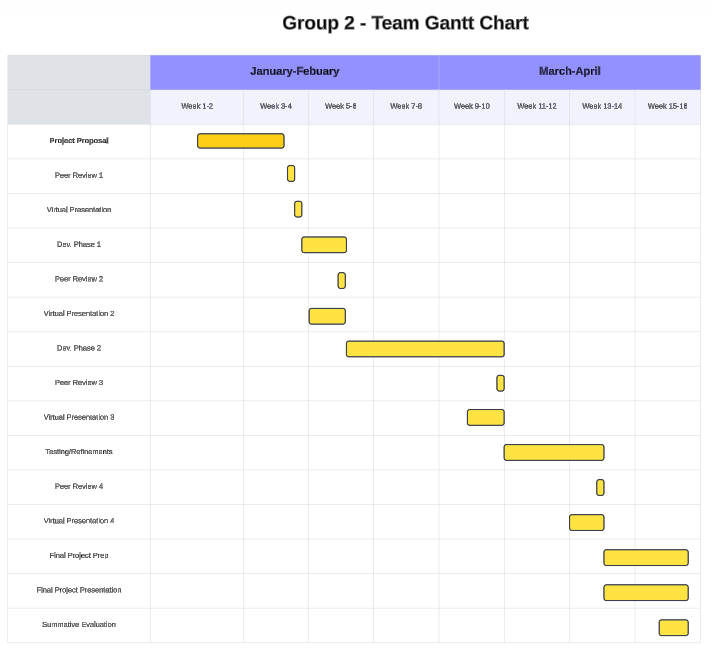 Group 2 - Team Gantt Chart
January-Febuary
March-April
Week 1-2
Week 3-4
Week 5-6
Week 7-8
Week 9-10
Week 11-12
Week 13-14
Week 15-16
Project Proposal
Peer Review 1
Virtual Presentation
Dev. Phase 1
Peer Review 2
Virtual Presentation 2
Dev. Phase 2
Peer Review 3
Virtual Presentation 3
Testing/Refinements
Peer Review 4
Virtual Presentation 4
Final Project Prep
Final Project Presentation
Summative Evaluation